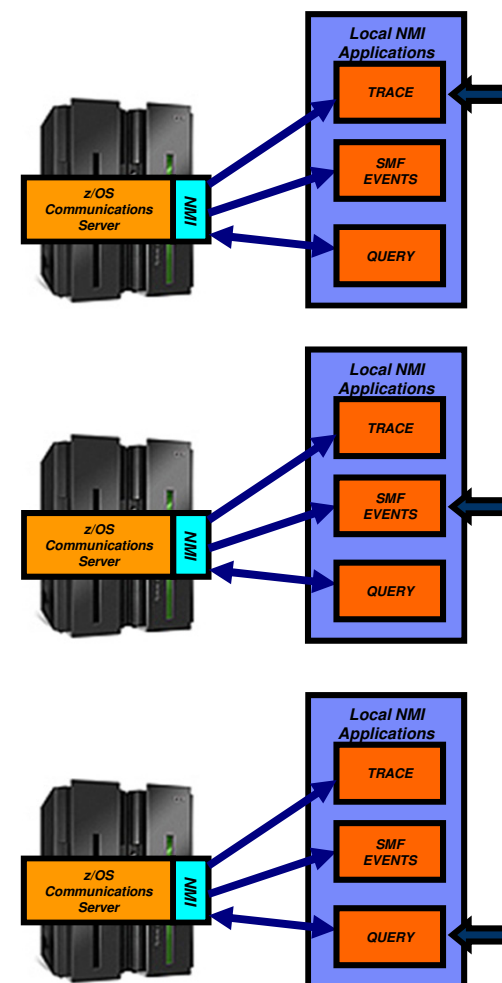 Local NMI
Applications
TRACE
SMF
EVENTS
z/OS
Communications
Server
NMI
QUERY
Local NMI
Applications
TRACE
SMF
EVENTS
z/OS
Communications
Server
NMI
QUERY
Local NMI
Applications
TRACE
SMF
EVENTS
z/OS
Communications
Server
NMI
QUERY